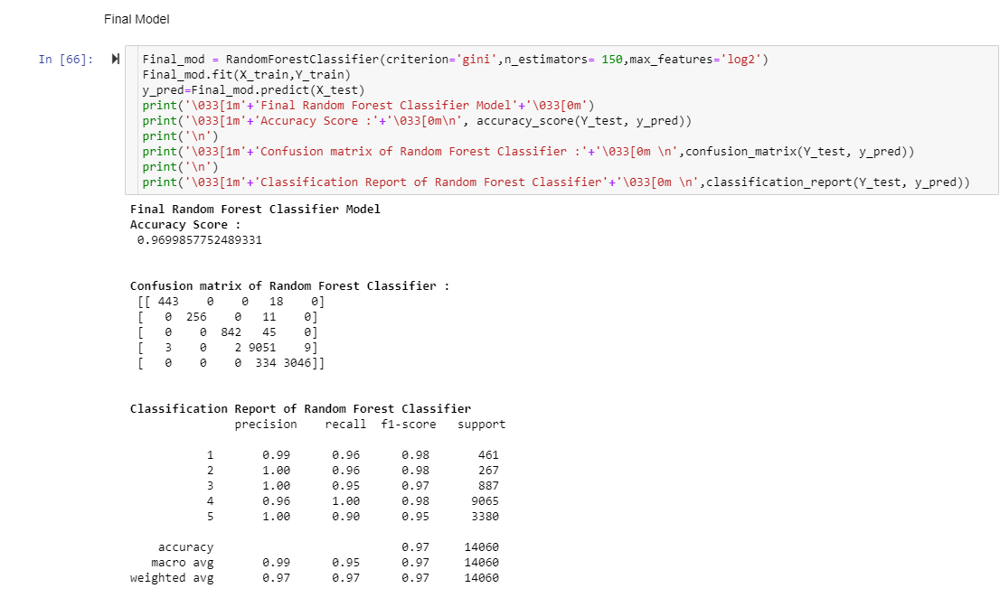 Final Model
In [66]:
Final_mod = RandomForestClassifier(criterion='gini',n_estimators= 150,max_features='log2')
Final_mod.fit(X_train,Y_train)
y_pred=Final_mod.predict(X_test)
print('\033[1m'+'Final Random Forest Classifier Model'+'\033[0m')
print('\033[1m'+'Accuracy Score :'+'\033[0m\n', accuracy_score(Y_test, y_pred))
print('\n')
print('\033[1m'+'Confusion matrix of Random Forest Classifier :'+'\033[0m \n',confusion_matrix(Y_test, y_pred))
print('\n')
print('\033[1m'+'Classification Report of Random Forest Classifier'+'\033[0m \n',classification_report(Y_test, y_pred))
Final Random Forest Classifier Model
Accuracy Score :
0.9699857752489331
Confusion matrix of Random Forest Classifier :
[[ 443    0    0   18    0]
[   0  256    0   11    0]
[   0    0  842   45    0]
[   3    0    2 9051    9]
[   0    0    0  334 3046]]
Classification Report of Random Forest Classifier
precision    recall  f1-score   support
1       0.99      0.96      0.98       461
2       1.00      0.96      0.98       267
3       1.00      0.95      0.97       887
4       0.96      1.00      0.98      9065
5       1.00      0.90      0.95      3380
accuracy                           0.97     14060
macro avg       0.99      0.95      0.97     14060
weighted avg       0.97      0.97      0.97     14060